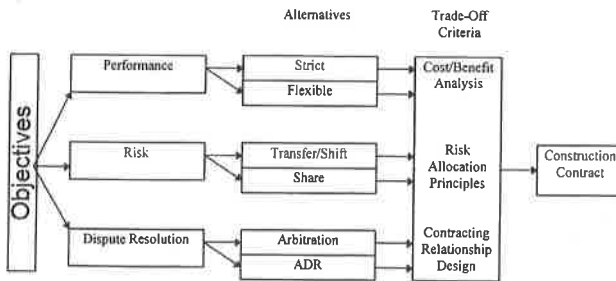 Alternatives
Trade-Off
Criteria
Objectives
Performance
Strict
Flexible
Cost/Benefit
Analysis
Risk
Transfer/Shift
Share
Risk
Allocation
Principles
Construction
Contract
Dispute Resolution
Arbitration
ADR
Contracting
Relationship
Design